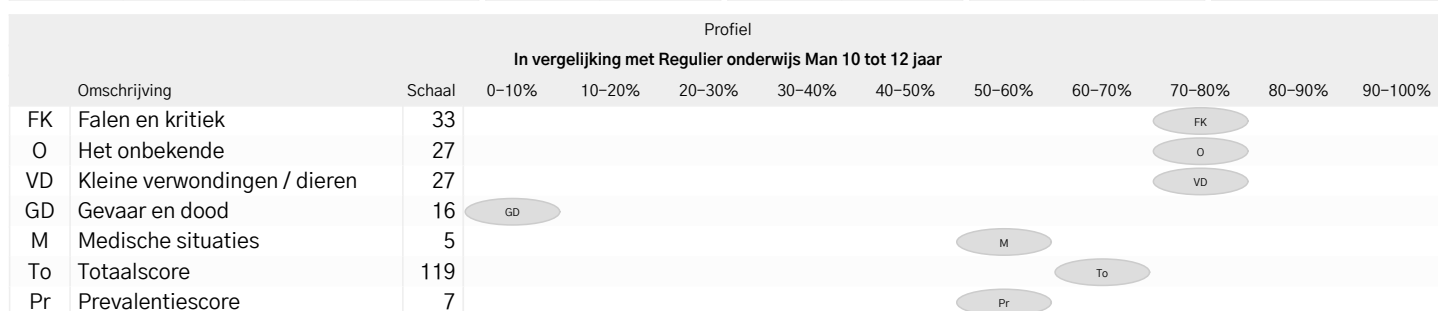 Profiel
In vergelijking met Regulier onderwijs Man 10 tot 12 jaar
Omschrijving Schaal 0-10% 10-20% 20-30% 30-40% 40-50% 50-60% 60-70% 70-80% 80-90% 90-100%
FK Falen en kritiek 33 FK
O Het onbekende 27 O
VD Kleine verwondingen / dieren 27 VD
GD Gevaar en dood 16 GD
M Medische situaties 5 M
To Totaalscore 119 To
Pr Prevalentiescore 7 Pr